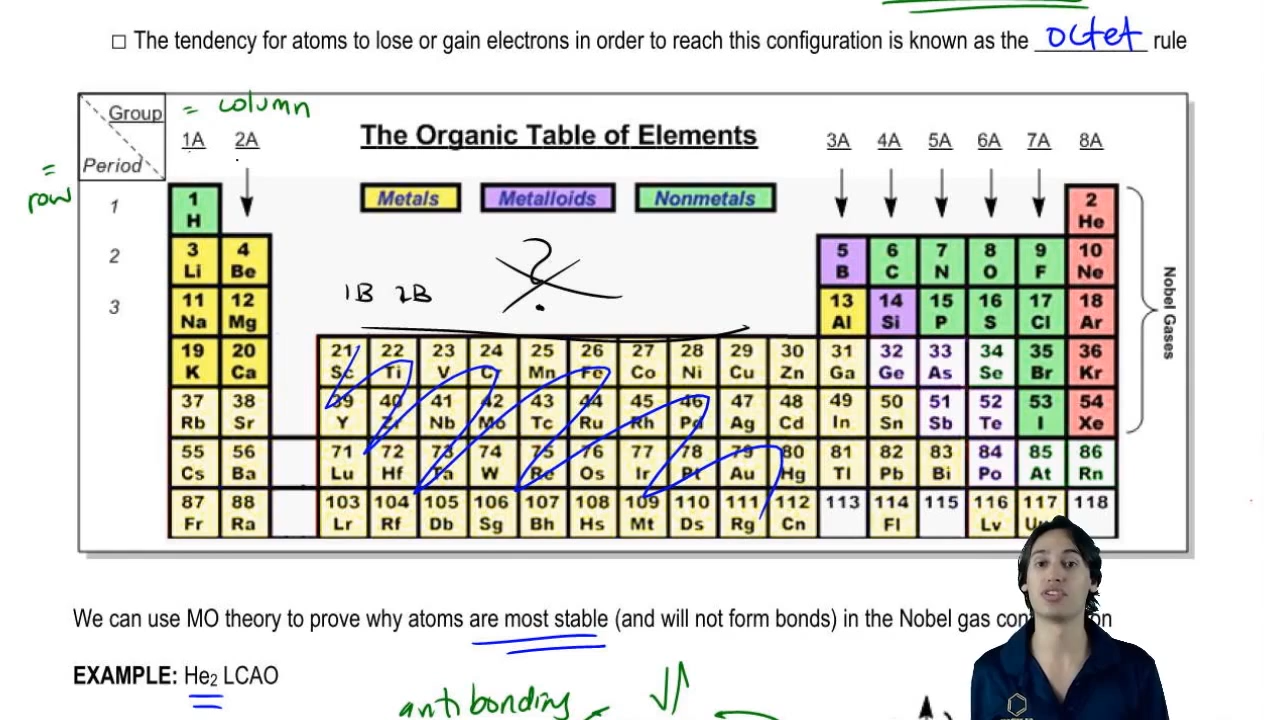 □ The tendency for atoms to lose or gain electrons in order to reach this configuration is known as the octet rule
Group = column
Period
= row
The Organic Table of Elements
1A 2A 3A 4A 5A 6A 7A 8A
Metals Metalloids Nonmetals
1 1 2
H He
2 3 4 5 6 7 8 9 10
Li Be B C N O F Ne
?
1B 2B
3 11 12 13 14 15 16 17 18
Na Mg Al Si P S Cl Ar
Nobel Gases
19 20 21 22 23 24 25 26 27 28 29 30 31 32 33 34 35 36
K Ca Sc Ti V Cr Mn Fe Co Ni Cu Zn Ga Ge As Se Br Kr
37 38 39 40 41 42 43 44 45 46 47 48 49 50 51 52 53 54
Rb Sr Y Zr Nb Mo Tc Ru Rh Pd Ag Cd In Sn Sb Te I Xe
55 56 71 72 73 74 75 76 77 78 79 80 81 82 83 84 85 86
Cs Ba Lu Hf Ta W Re Os Ir Pt Au Hg Tl Pb Bi Po At Rn
87 88 103 104 105 106 107 108 109 110 111 112 113 114 115 116 117 118
Fr Ra Lr Rf Db Sg Bh Hs Mt Ds Rg Cn Fl Lv
We can use MO theory to prove why atoms are most stable (and will not form bonds) in the Nobel gas
EXAMPLE: He₂ LCAO
antibonding